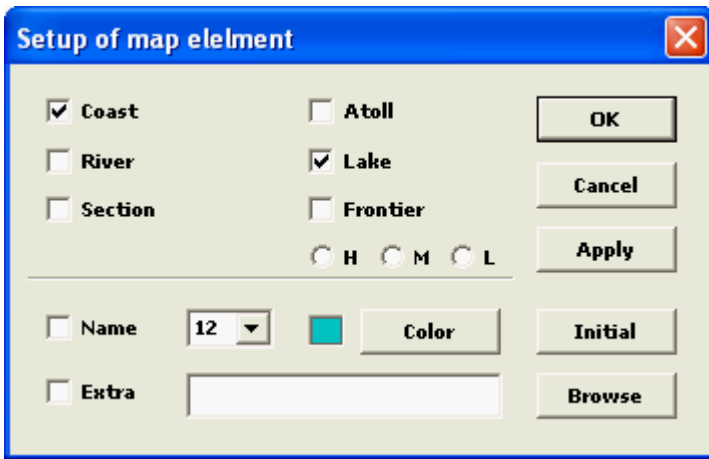 Setup of map elelment
Coast Atoll OK
River Lake Cancel
Section Frontier
H M L Apply
Name 12 Color Initial
Extra Browse